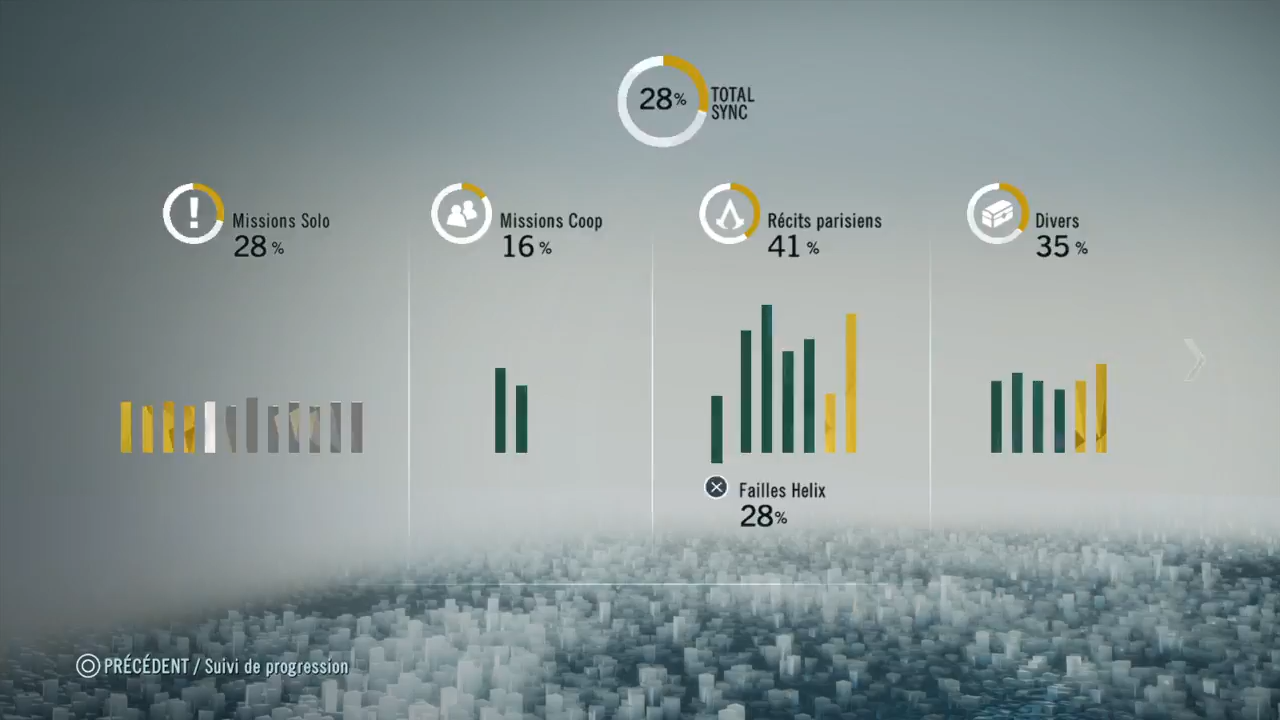 28%
TOTAL
SYNC
Missions Solo
28 %
Missions Coop
16 %
Récits parisiens
41 %
Divers
35 %
Failles Helix
28%
PRÉCÉDENT / Suivi de progression